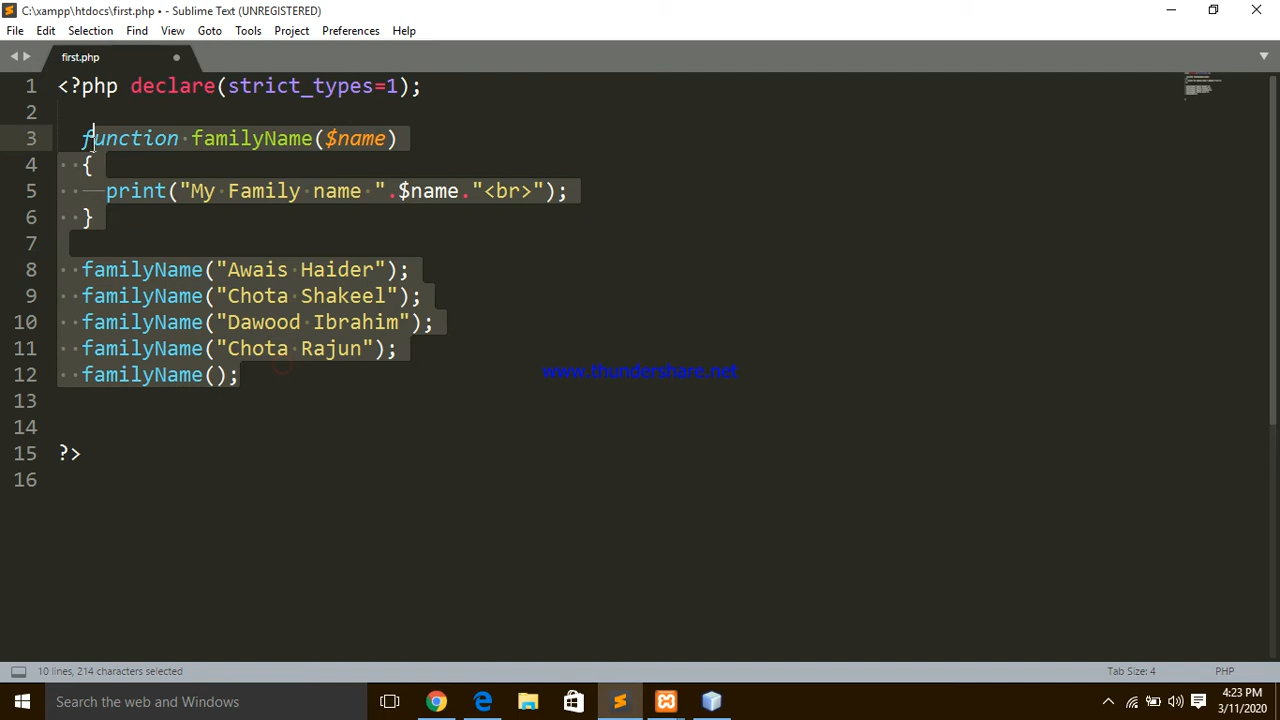 C:\xampp\htdocs\first.php • - Sublime Text (UNREGISTERED)
File Edit Selection Find View Goto Tools Project Preferences Help
first.php
1 <?php declare(strict_types=1);
2
3 function familyName($name)
4 {
5 print("My Family name ".$name."<br>");
6 }
7
8 familyName("Awais Haider");
9 familyName("Chota Shakeel");
10 familyName("Dawood Ibrahim");
11 familyName("Chota Rajun");
12 familyName();
www.thundershare.net
13
14
15 ?>
16
10 lines, 214 characters selected Tab Size: 4 PHP
Search the web and Windows 4:23 PM
3/11/2020